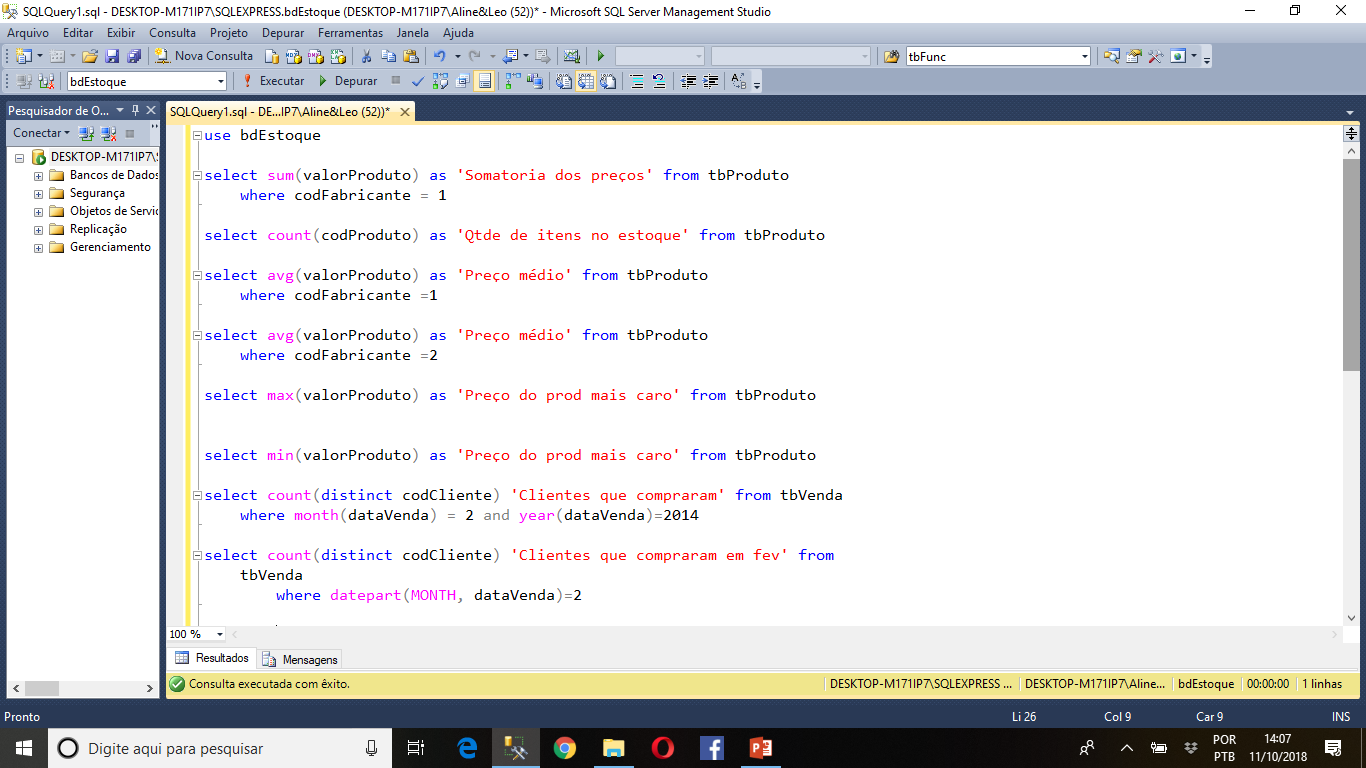 SQLQuery1.sql - DESKTOP-M171IP7\SQLEXPRESS.bdEstoque (DESKTOP-M171IP7\Aline&Leo (52))* - Microsoft SQL Server Management Studio
Arquivo Editar Exibir Consulta Projeto Depurar Ferramentas Janela Ajuda
Nova Consulta tbFunc
bdEstoque Executar Depurar
Pesquisador de O...
Conectar
DESKTOP-M171IP7\
Bancos de Dados
Segurança
Objetos de Servi
Replicação
Gerenciamento
SQLQuery1.sql - DE...IP7\Aline&Leo (52))*
use bdEstoque
select sum(valorProduto) as 'Somatoria dos preços' from tbProduto
where codFabricante = 1
select count(codProduto) as 'Qtde de itens no estoque' from tbProduto
select avg(valorProduto) as 'Preço médio' from tbProduto
where codFabricante =1
select avg(valorProduto) as 'Preço médio' from tbProduto
where codFabricante =2
select max(valorProduto) as 'Preço do prod mais caro' from tbProduto
select min(valorProduto) as 'Preço do prod mais caro' from tbProduto
select count(distinct codCliente) 'Clientes que compraram' from tbVenda
where month(dataVenda) = 2 and year(dataVenda)=2014
select count(distinct codCliente) 'Clientes que compraram em fev' from
tbVenda
where datepart(MONTH, dataVenda)=2
100 %
Resultados Mensagens
Consulta executada com êxito. DESKTOP-M171IP7\SQLEXPRESS ... DESKTOP-M171IP7\Aline... bdEstoque 00:00:00 1 linhas
Pronto Li 26 Col 9 Car 9 INS
Digite aqui para pesquisar
POR
PTB
14:07
11/10/2018